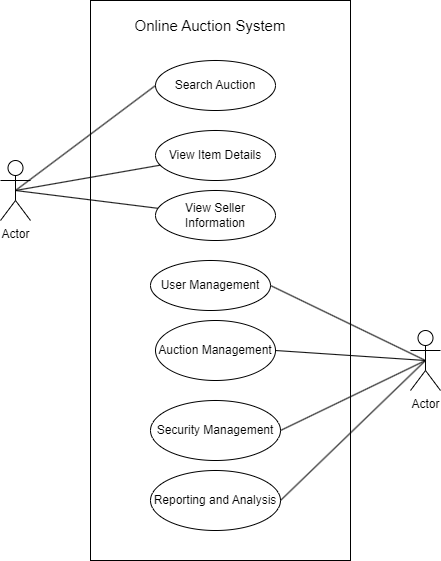 Online Auction System
Search Auction
View Item Details
View Seller
Information
Actor
User Management
Auction Management
Actor
Security Management
Reporting and Analysis